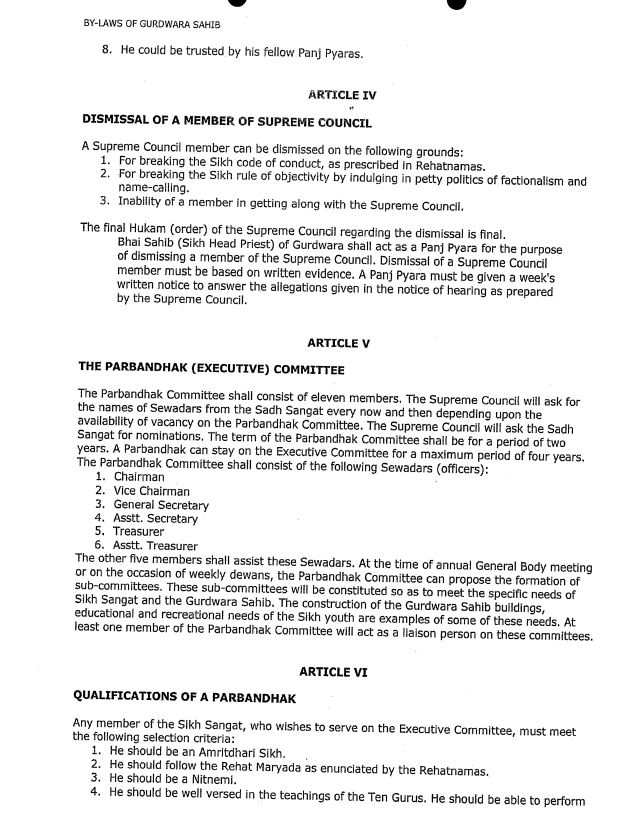 BY-LAWS OF GURDWARA SAHIB
8. He could be trusted by his fellow Panj Pyaras.
ARTICLE IV
DISMISSAL OF A MEMBER OF SUPREME COUNCIL
A Supreme Council member can be dismissed on the following grounds:
1. For breaking the Sikh code of conduct, as prescribed in Rehatnamas.
2. For breaking the Sikh rule of objectivity by indulging in petty politics of factionalism and
name-calling.
3. Inability of a member in getting along with the Supreme Council.
The final Hukam (order) of the Supreme Council regarding the dismissal is final.
Bhai Sahib (Sikh Head Priest) of Gurdwara shall act as a Panj Pyara for the purpose
of dismissing a member of the Supreme Council. Dismissal of a Supreme Council
member must be based on written evidence. A Panj Pyara must be given a week's
written notice to answer the allegations given in the notice of hearing as prepared
by the Supreme Council.
ARTICLE V
THE PARBANDHAK (EXECUTIVE) COMMITTEE
The Parbandhak Committee shall consist of eleven members. The Supreme Council will ask for
the names of Sewadars from the Sadh Sangat every now and then depending upon the
availability of vacancy on the Parbandhak Committee. The Supreme Council will ask the Sadh
Sangat for nominations. The term of the Parbandhak Committee shall be for a period of two
years. A Parbandhak can stay on the Executive Committee for a maximum period of four years.
The Parbandhak Committee shall consist of the following Sewadars (officers):
1. Chairman
2. Vice Chairman
3. General Secretary
4. Asstt. Secretary
5. Treasurer
6. Asstt. Treasurer
The other five members shall assist these Sewadars. At the time of annual General Body meeting
or on the occasion of weekly dewans, the Parbandhak Committee can propose the formation of
sub-committees. These sub-committees will be constituted so as to meet the specific needs of
Sikh Sangat and the Gurdwara Sahib. The construction of the Gurdwara Sahib buildings,
educational and recreational needs of the Sikh youth are examples of some of these needs. At
least one member of the Parbandhak Committee will act as a liaison person on these committees.
ARTICLE VI
QUALIFICATIONS OF A PARBANDHAK
Any member of the Sikh Sangat, who wishes to serve on the Executive Committee, must meet
the following selection criteria:
1. He should be an Amritdhari Sikh.
2. He should follow the Rehat Maryada as enunciated by the Rehatnamas.
3. He should be a Nitnemi.
4. He should be well versed in the teachings of the Ten Gurus. He should be able to perform